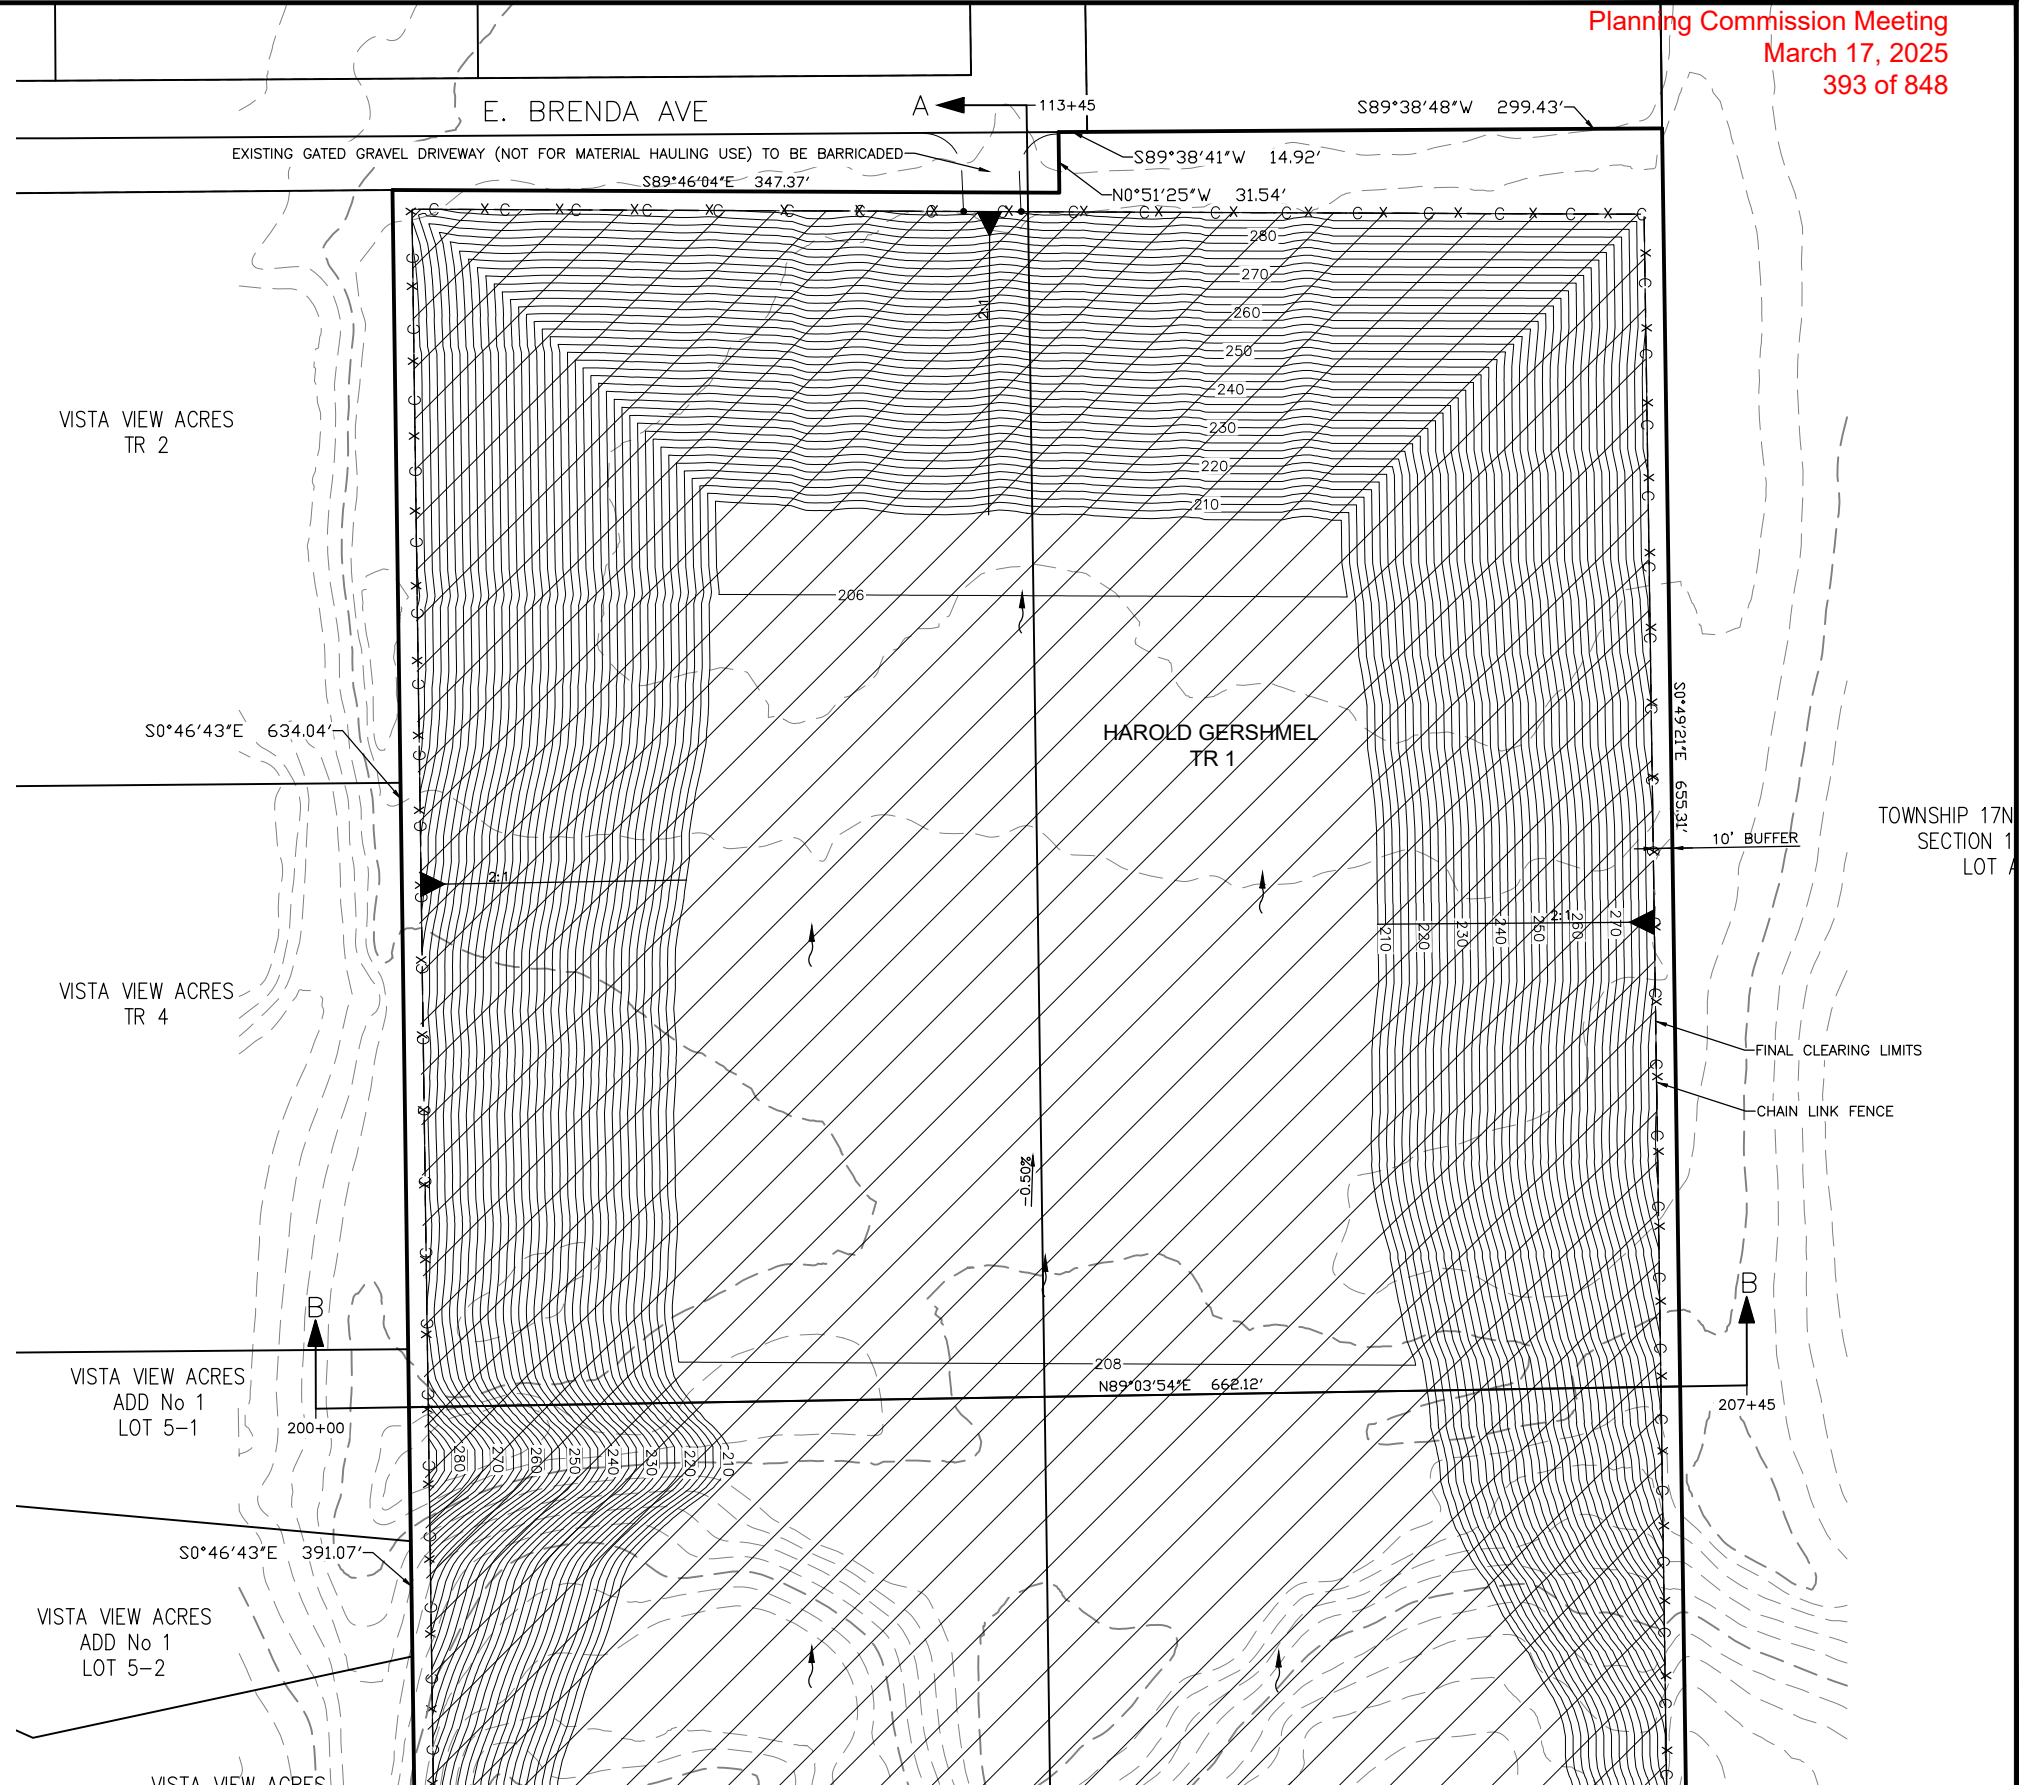 Planning Commission Meeting
March 17, 2025
393 of 848
E. BRENDA AVE
A
113+45
S89°38'48"W 299.43'
EXISTING GATED GRAVEL DRIVEWAY (NOT FOR MATERIAL HAULING USE) TO BE BARRICADED
S89°38'41"W 14.92'
S89°46'04"E 347.37'
N0°51'25"W 31.54'
280
270
260
250
240
230
220
210
2:1
VISTA VIEW ACRES
TR 2
206
HAROLD GERSHMEL
TR 1
S0°46'43"E 634.04'
S0°49'21"E 655.31'
10' BUFFER
TOWNSHIP 17N
SECTION 1
LOT
2:1
2:1
210
220
230
240
250
260
270
VISTA VIEW ACRES
TR 4
FINAL CLEARING LIMITS
CHAIN LINK FENCE
-0.50%
B
B
208
N89°03'54"E 662.12'
VISTA VIEW ACRES
ADD No 1
LOT 5-1
200+00
207+45
280
270
260
250
240
230
220
210
S0°46'43"E 391.07'
VISTA VIEW ACRES
ADD No 1
LOT 5-2
VISTA VIEW ACRES